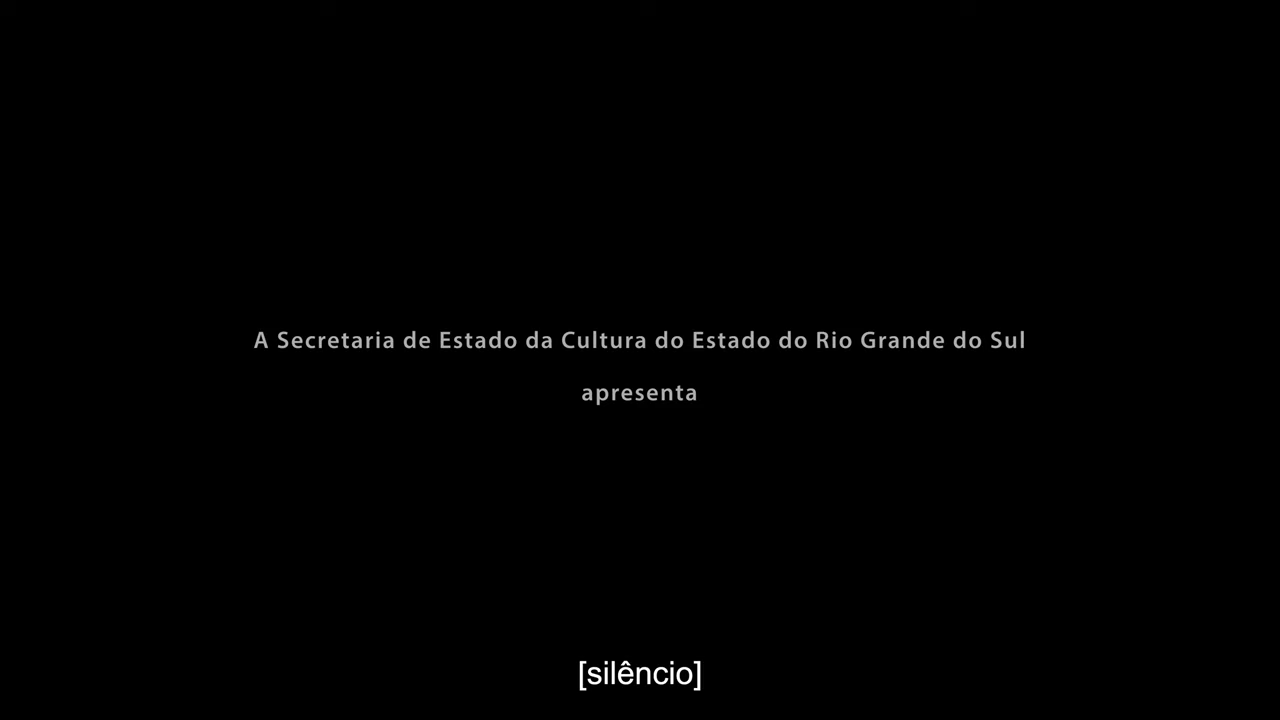 A Secretaria de Estado da Cultura do Estado do Rio Grande do Sul
apresenta
[silêncio]